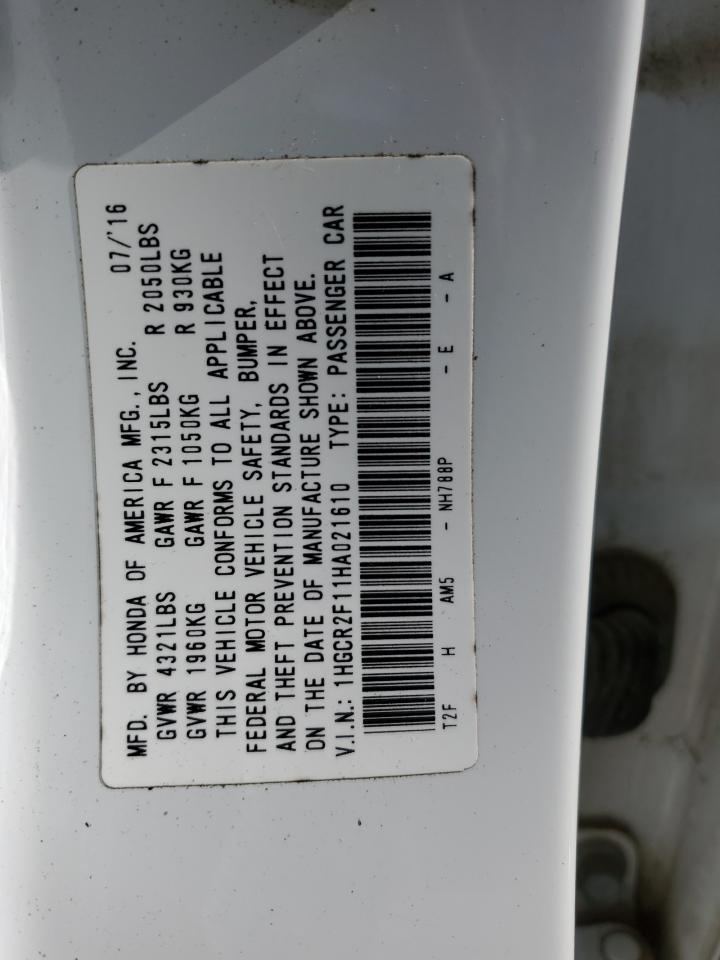 MFD. BY HONDA OF AMERICA MFG., INC. 07/'16
GVWR 4321LBS GAWR F 2315LBS R 2050LBS
GVWR 1960KG GAWR F 1050KG R 930KG
THIS VEHICLE CONFORMS TO ALL APPLICABLE
FEDERAL MOTOR VEHICLE SAFETY, BUMPER,
AND THEFT PREVENTION STANDARDS IN EFFECT
ON THE DATE OF MANUFACTURE SHOWN ABOVE.
V.I.N.: 1HGCR2F11HA021610 TYPE: PASSENGER CAR
T2F H AM5 - NH788P - E - A